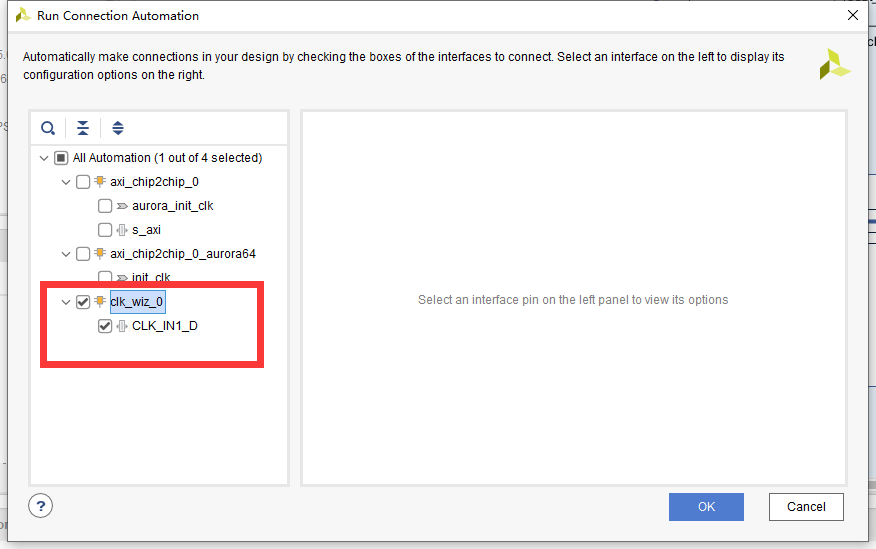 Run Connection Automation
Automatically make connections in your design by checking the boxes of the interfaces to connect. Select an interface on the left to display its
configuration options on the right.
All Automation (1 out of 4 selected)
axi_chip2chip_0
aurora_init_clk
s_axi
axi_chip2chip_0_aurora64
init_clk
clk_wiz_0
CLK_IN1_D
Select an interface pin on the left panel to view its options
?
OK
Cancel